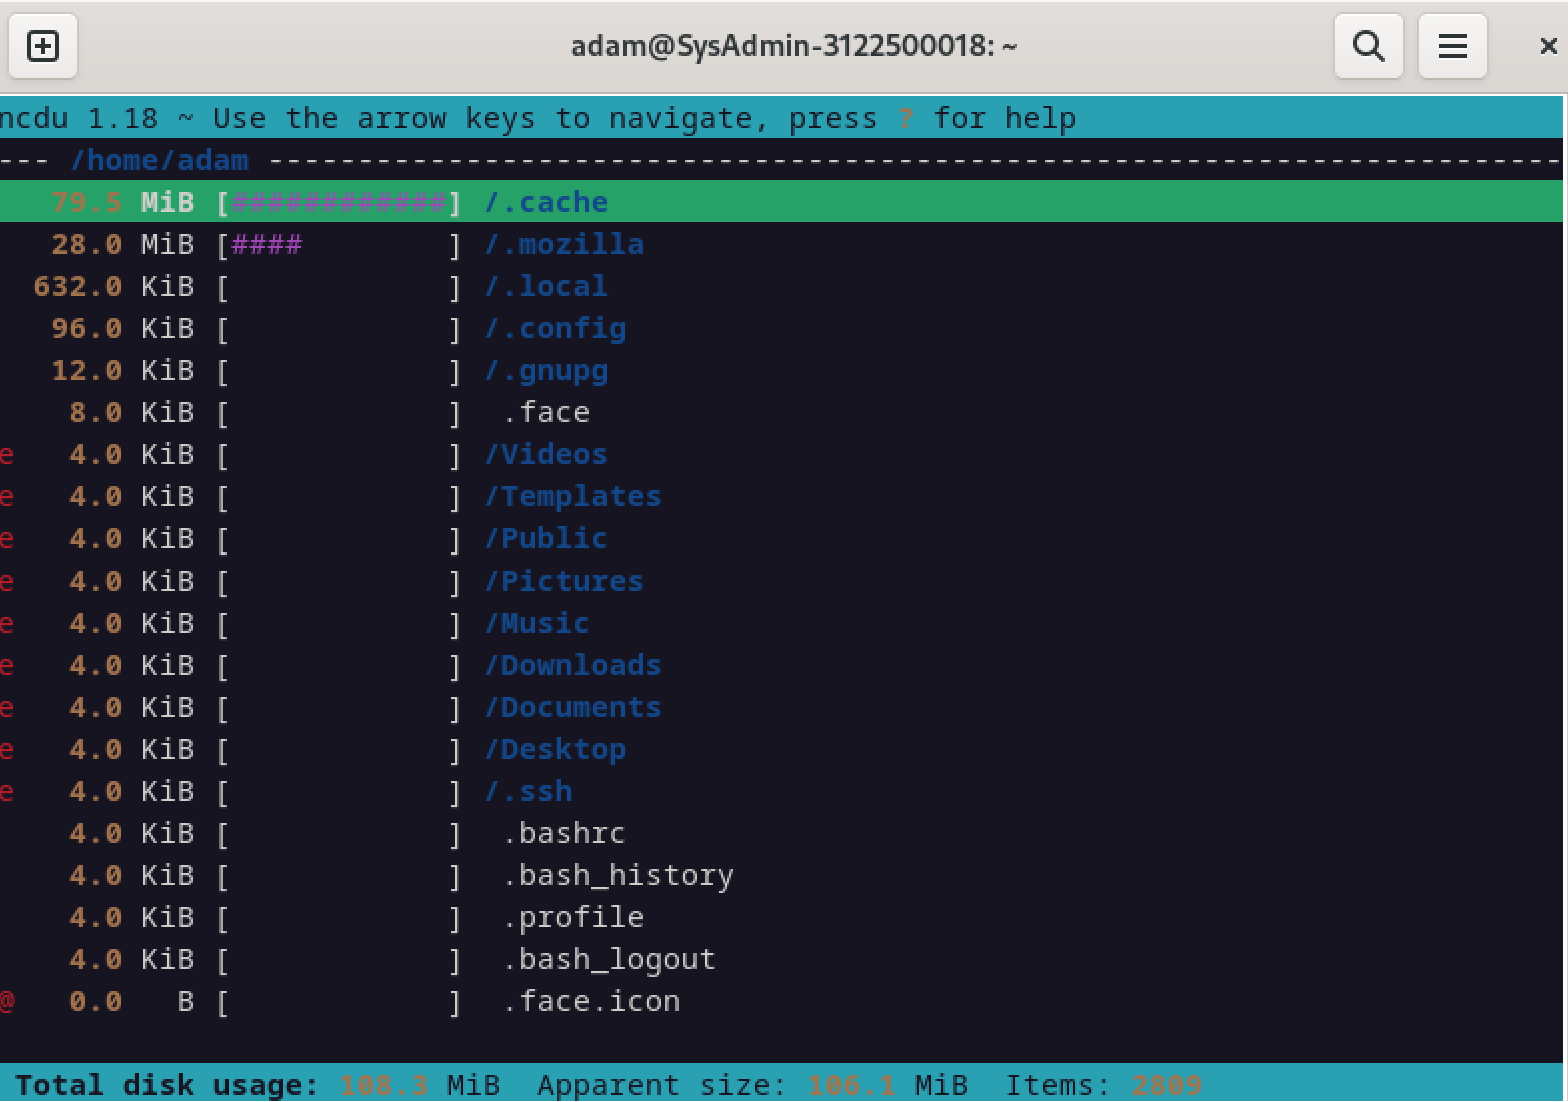 adam@SysAdmin-3122500018: ~
ncdu 1.18 ~ Use the arrow keys to navigate, press ? for help
--- /home/adam ------------------------------------------------------------------------
79.5 MiB [############] /.cache
28.0 MiB [####        ] /.mozilla
632.0 KiB [            ] /.local
96.0 KiB [            ] /.config
12.0 KiB [            ] /.gnupg
8.0 KiB [            ]  .face
e 4.0 KiB [            ] /Videos
e 4.0 KiB [            ] /Templates
e 4.0 KiB [            ] /Public
e 4.0 KiB [            ] /Pictures
e 4.0 KiB [            ] /Music
e 4.0 KiB [            ] /Downloads
e 4.0 KiB [            ] /Documents
e 4.0 KiB [            ] /Desktop
e 4.0 KiB [            ] /.ssh
4.0 KiB [            ]  .bashrc
4.0 KiB [            ]  .bash_history
4.0 KiB [            ]  .profile
4.0 KiB [            ]  .bash_logout
@ 0.0   B [            ]  .face.icon
Total disk usage: 108.3 MiB  Apparent size: 106.1 MiB  Items: 2809